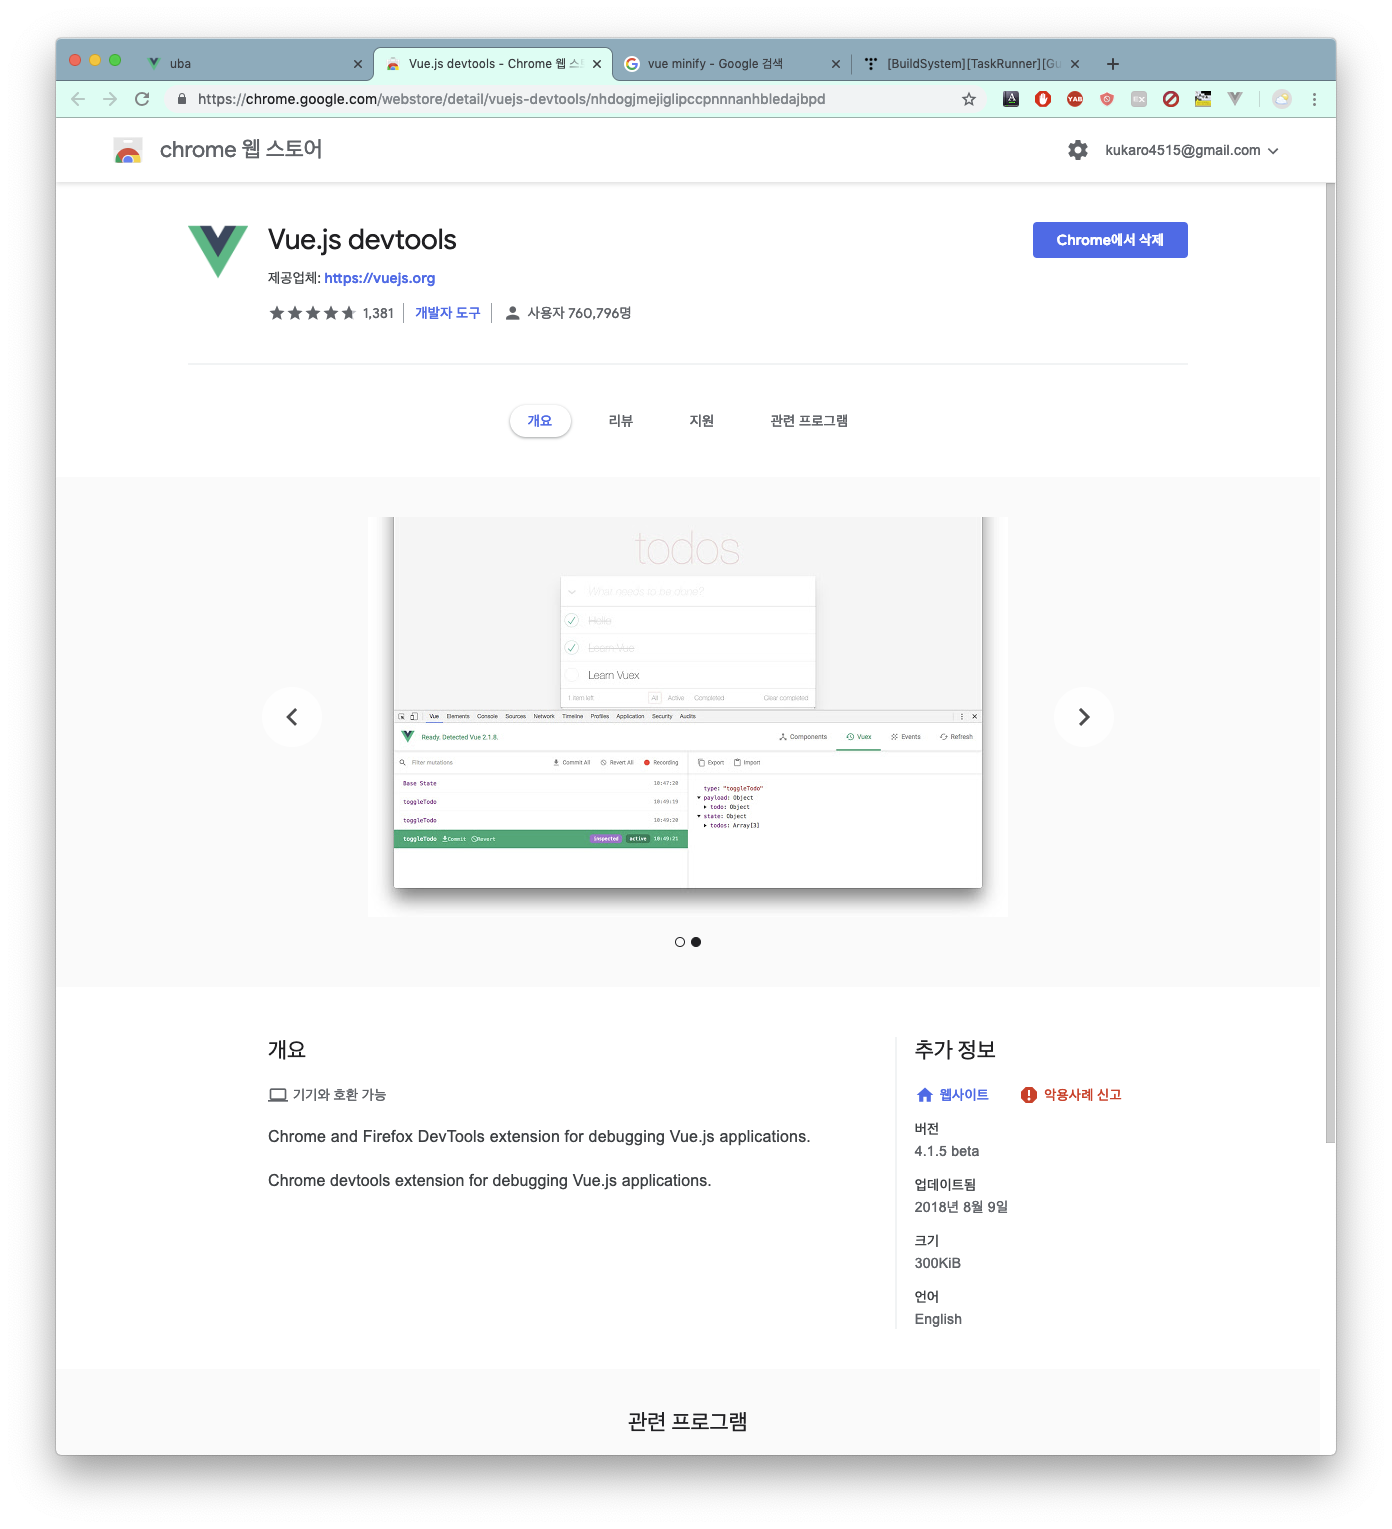 uba
Vue.js devtools - Chrome 웹 스
vue minify - Google 검색
[BuildSystem][TaskRunner][Gu
https://chrome.google.com/webstore/detail/vuejs-devtools/nhdogjmejiglipccpnnnanhbledajbpd
YAB
chrome 웹 스토어
kukaro4515@gmail.com
Vue.js devtools
Chrome에서 삭제
제공업체: https://vuejs.org
1,381 개발자 도구 사용자 760,796명
개요 리뷰 지원 관련 프로그램
todos
What needs to be done?
Hello
Learn Vue
Learn Vuex
1 item left All Active Completed Clear completed
Vue Elements Console Sources Network Timeline Profiles Application Security Audits
Ready. Detected Vue 2.1.8. Components Vuex Events Refresh
Filter mutations Commit All Revert All Recording Export Import
Base State 10:47:20
toggleTodo 10:49:19
toggleTodo 10:49:20
toggleTodo Commit Revert inspected active 10:49:21
type: "toggleTodo"
payload: Object
todo: Object
state: Object
todos: Array[3]
개요
기기와 호환 가능
Chrome and Firefox DevTools extension for debugging Vue.js applications.
Chrome devtools extension for debugging Vue.js applications.
추가 정보
웹사이트 악용사례 신고
버전
4.1.5 beta
업데이트됨
2018년 8월 9일
크기
300KiB
언어
English
관련 프로그램